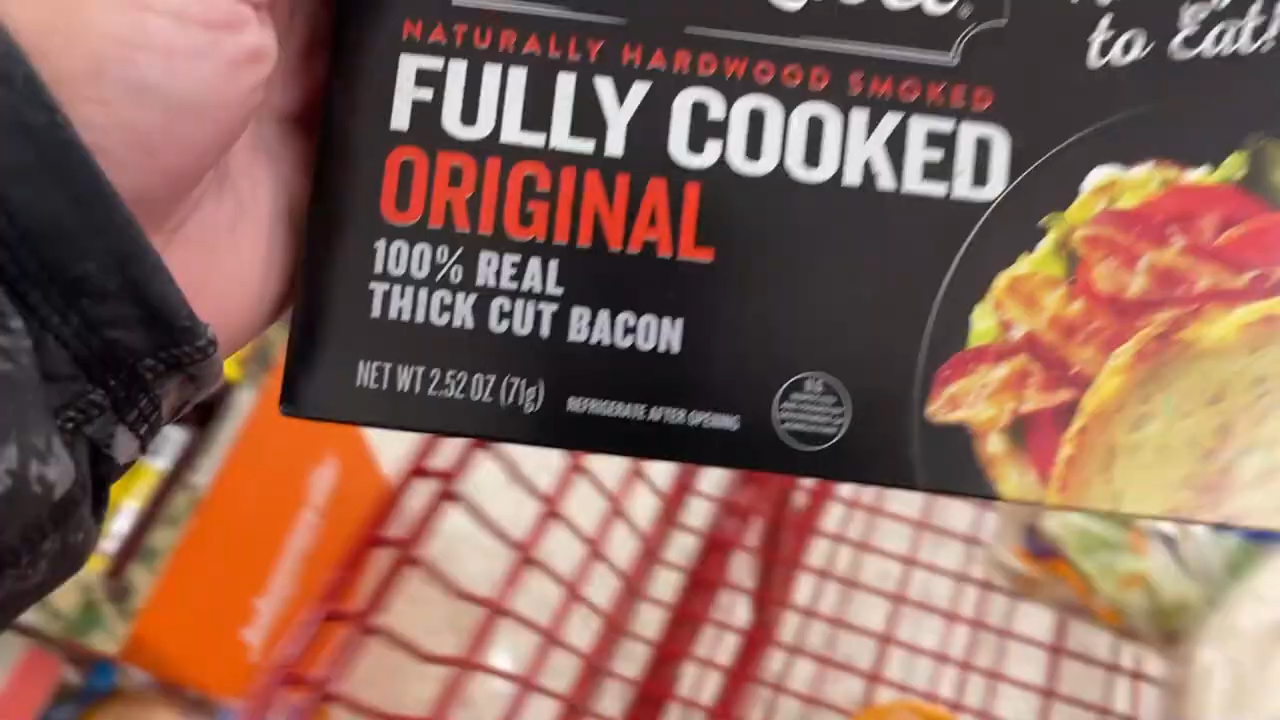 to Eat!
NATURALLY HARDWOOD SMOKED
FULLY COOKED
ORIGINAL
100% REAL
THICK CUT BACON
NET WT 2.52 OZ (71g)
REFRIGERATE AFTER OPENING